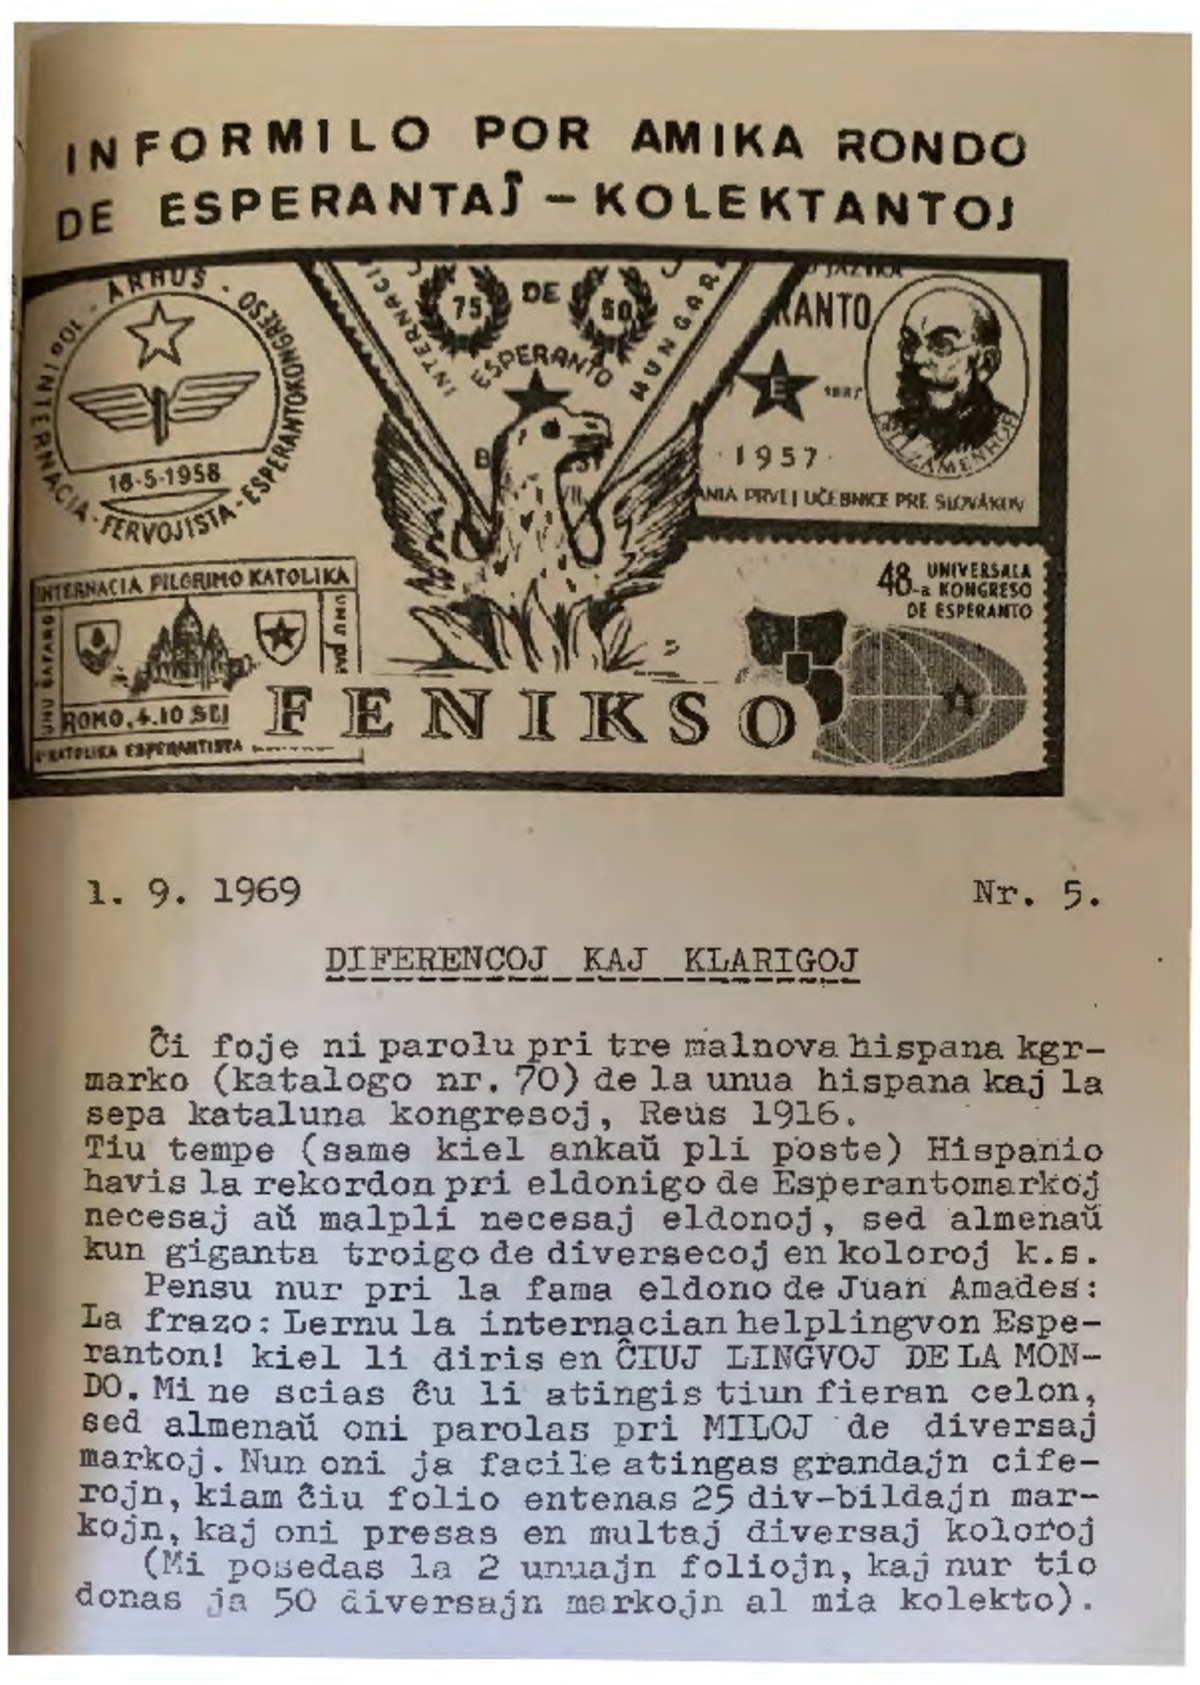 INFORMILO POR AMIKA RONDO
DE ESPERANTAĴ-KOLEKTANTOJ
INTERNACIA FERVOJISTA-ESPERANTOKONGRESO
ARHUS
18-5-1958
INTERNACI
75 DE 50
ESPERANTO
MUNGAR
RANTO
E
1887
1957
L.L.ZAMENHOF
ANIA PRVEJ UČEBNICE PRE SLOVÁKOV
INTERNACIA PILGRIMO KATOLIKA
ROMO, 4.10 SEJ
KATOLIKA ESPERANTISTA
48-a UNIVERSALA
KONGRESO
DE ESPERANTO
FENIKSO
1. 9. 1969 Nr. 5.
DIFERENCOJ KAJ KLARIGOJ
Ĉi foje ni parolu pri tre malnova hispana kgr-
marko (katalogo nr. 70) de la unua hispana kaj la
sepa kataluna kongresoj, Reus 1916.
Tiu tempe (same kiel ankaŭ pli poste) Hispanio
havis la rekordon pri eldonigo de Esperantomarkoj
necesaj aŭ malpli necesaj eldonoj, sed almenaŭ
kun giganta troigo de diversecoj en koloroj k.s.
Pensu nur pri la fama eldono de Juan Amades:
La frazo: Lernu la internacian helplingvon Espe-
ranton! kiel li diris en ĈIUJ LINGVOJ DE LA MON-
DO. Mi ne scias ĉu li atingis tiun fieran celon,
sed almenaŭ oni parolas pri MILOJ de diversaj
markoj. Nun oni ja facile atingas grandajn cife-
rojn, kiam ĉiu folio entenas 25 div-bildajn mar-
kojn, kaj oni presas en multaj diversaj koloroj
(Mi posedas la 2 unuajn foliojn, kaj nur tio
donas ja 50 diversajn markojn al mia kolekto).